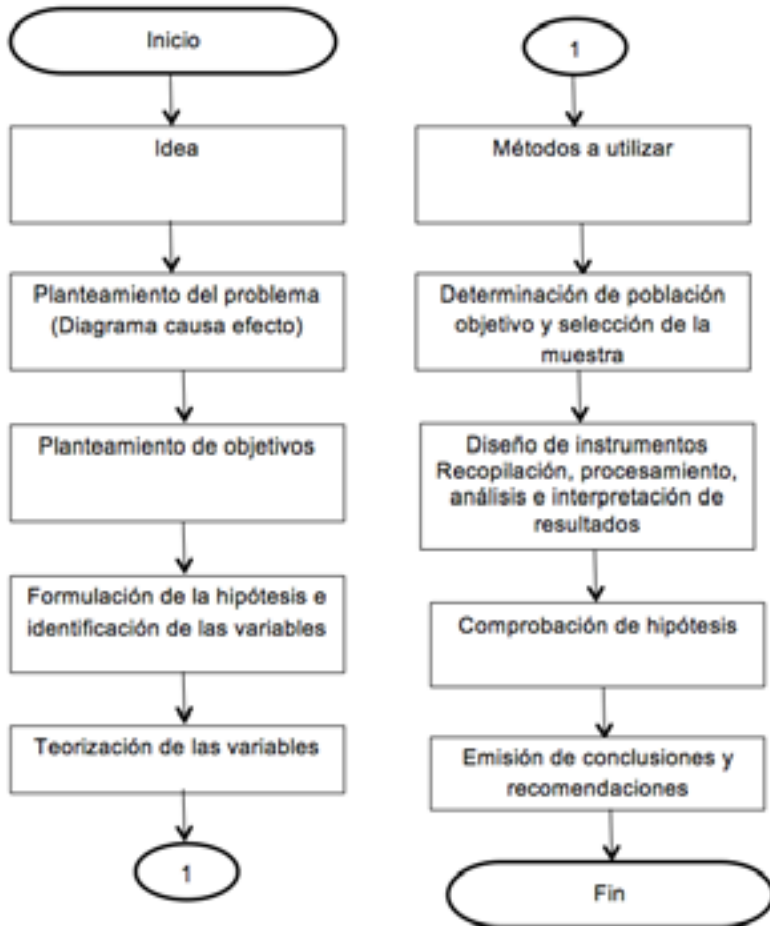 Inicio
Idea
Planteamiento del problema
(Diagrama causa efecto)
Planteamiento de objetivos
Formulación de la hipótesis e
identificación de las variables
Teorización de las variables
1
1
Métodos a utilizar
Determinación de población
objetivo y selección de la
muestra
Diseño de instrumentos
Recopilación, procesamiento,
análisis e interpretación de
resultados
Comprobación de hipótesis
Emisión de conclusiones y
recomendaciones
Fin